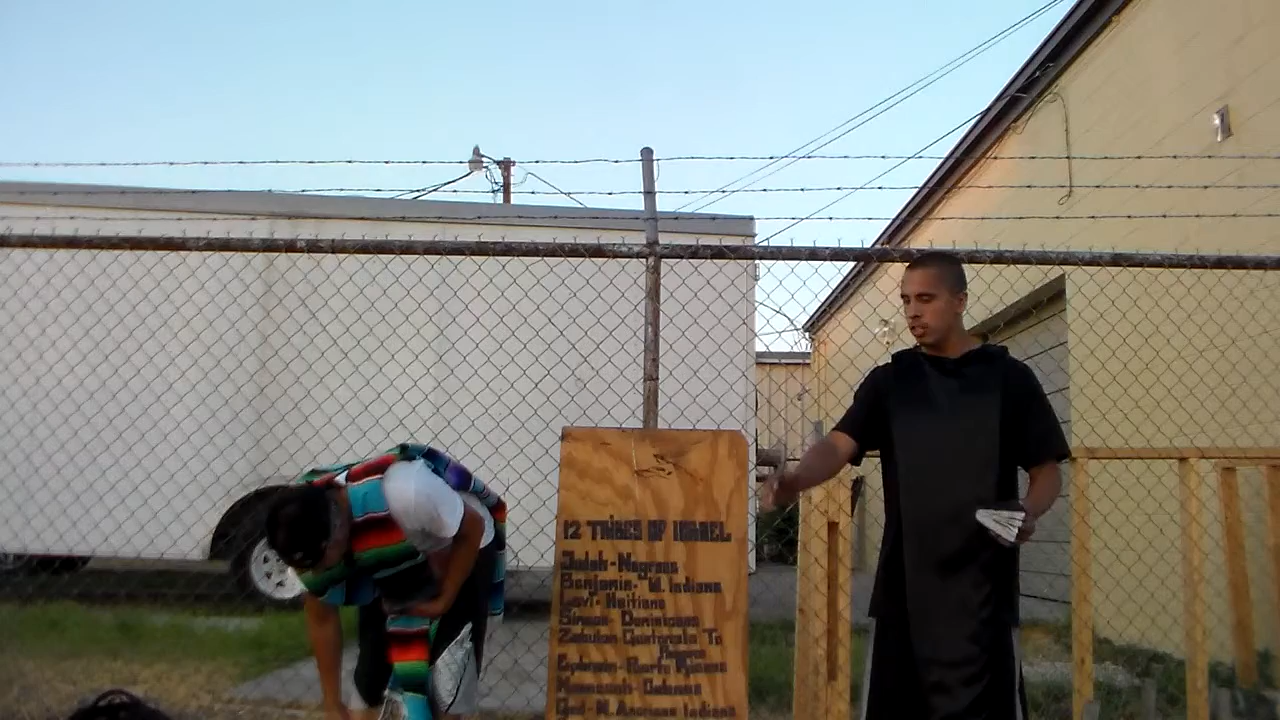 12 TRIBES OF ISRAEL
Judah - Negroes
Benjamin - W. Indians
Levi - Haitians
Simeon - Dominicans
Zebulon - Guatemala To
Panama
Ephraim - Puerto Ricans
Manasseh - Cubans
Gad - N. American Indians